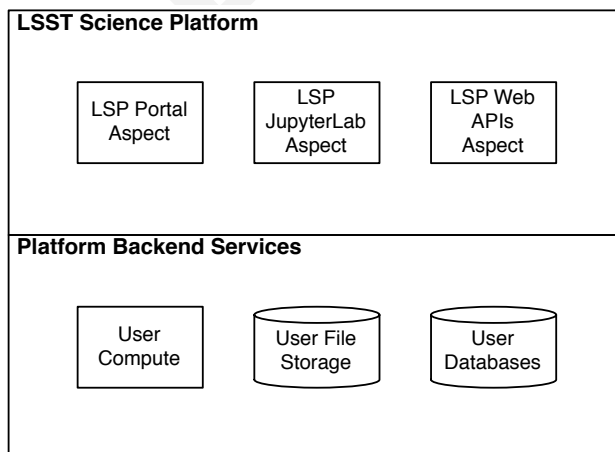 LSST Science Platform
LSP Portal
Aspect
LSP
JupyterLab
Aspect
LSP Web
APIs
Aspect
Platform Backend Services
User
Compute
User File
Storage
User
Databases